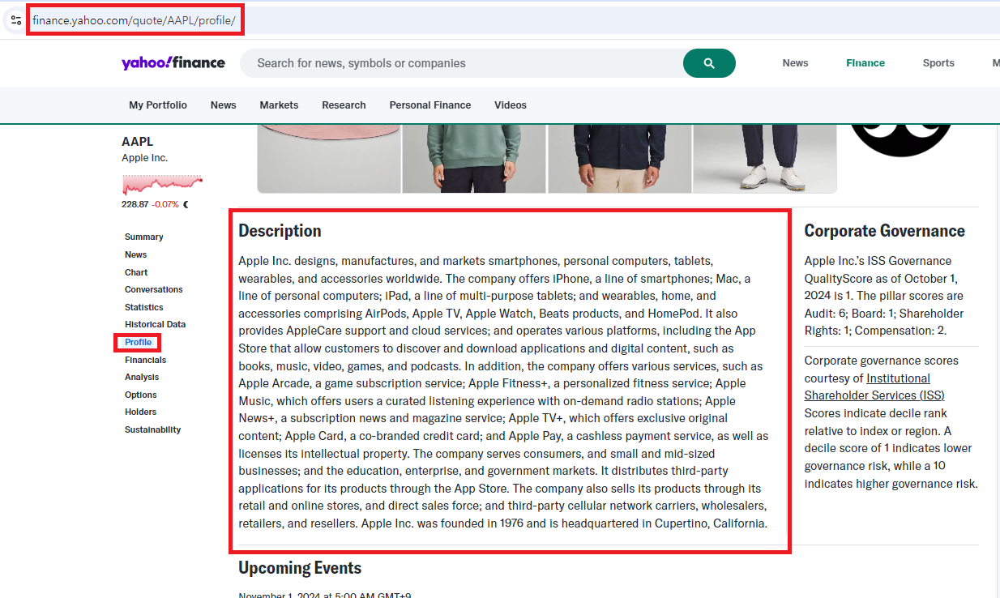 finance.yahoo.com/quote/AAPL/profile/
yahoo!finance
Search for news, symbols or companies
News
Finance
Sports
M
My Portfolio
News
Markets
Research
Personal Finance
Videos
AAPL
Apple Inc.
228.87 -0.07%
Summary
News
Chart
Conversations
Statistics
Historical Data
Profile
Financials
Analysis
Options
Holders
Sustainability
Description
Apple Inc. designs, manufactures, and markets smartphones, personal computers, tablets,
wearables, and accessories worldwide. The company offers iPhone, a line of smartphones; Mac, a
line of personal computers; iPad, a line of multi-purpose tablets; and wearables, home, and
accessories comprising AirPods, Apple TV, Apple Watch, Beats products, and HomePod. It also
provides AppleCare support and cloud services; and operates various platforms, including the App
Store that allow customers to discover and download applications and digital content, such as
books, music, video, games, and podcasts. In addition, the company offers various services, such as
Apple Arcade, a game subscription service; Apple Fitness+, a personalized fitness service; Apple
Music, which offers users a curated listening experience with on-demand radio stations; Apple
News+, a subscription news and magazine service; Apple TV+, which offers exclusive original
content; Apple Card, a co-branded credit card; and Apple Pay, a cashless payment service, as well as
licenses its intellectual property. The company serves consumers, and small and mid-sized
businesses; and the education, enterprise, and government markets. It distributes third-party
applications for its products through the App Store. The company also sells its products through its
retail and online stores, and direct sales force; and third-party cellular network carriers, wholesalers,
retailers, and resellers. Apple Inc. was founded in 1976 and is headquartered in Cupertino, California.
Corporate Governance
Apple Inc.'s ISS Governance
QualityScore as of October 1,
2024 is 1. The pillar scores are
Audit: 6; Board: 1; Shareholder
Rights: 1; Compensation: 2.
Corporate governance scores
courtesy of Institutional
Shareholder Services (ISS)
Scores indicate decile rank
relative to index or region. A
decile score of 1 indicates lower
governance risk, while a 10
indicates higher governance risk.
Upcoming Events
November 1, 2024 at 5:00 AM GMT+9